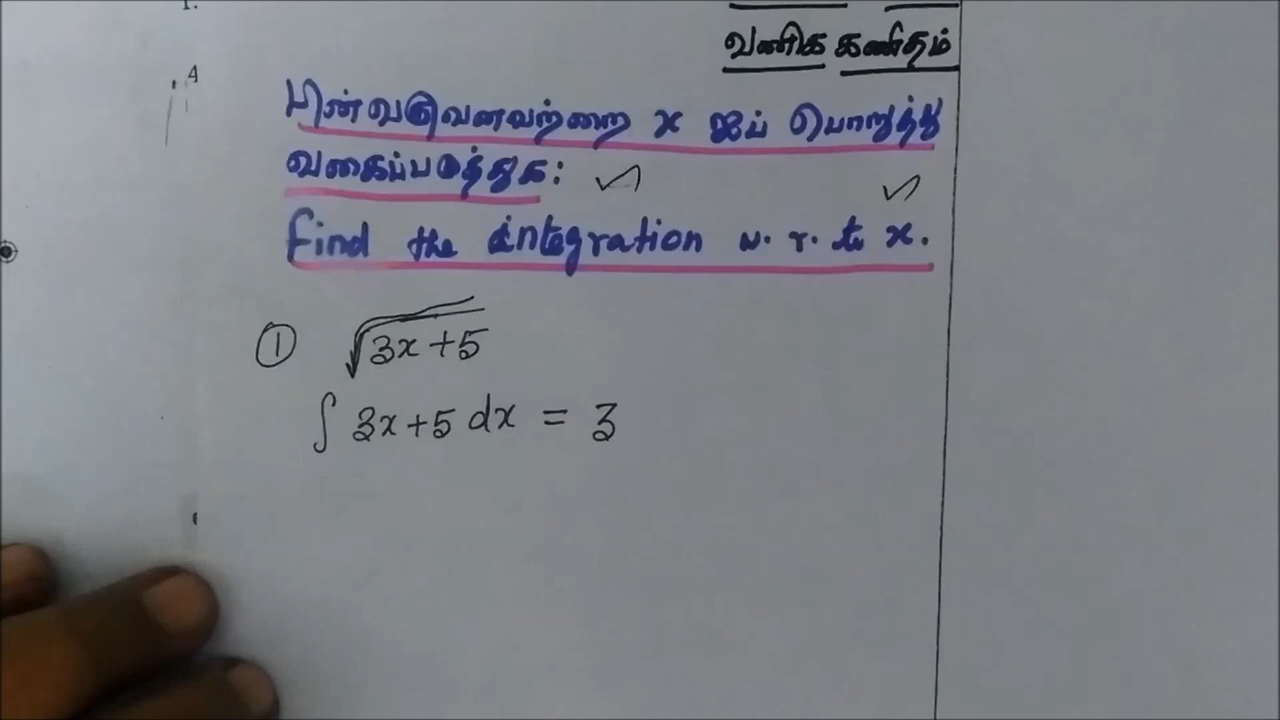 1.
வணிக கணிதம்
A
பின்வருவனவற்றை x ஐப் பொறுத்து
வகைப்படுத்துக:
Find the integration w. r. to x.
① √3x+5
∫ 3x+5 dx = 3